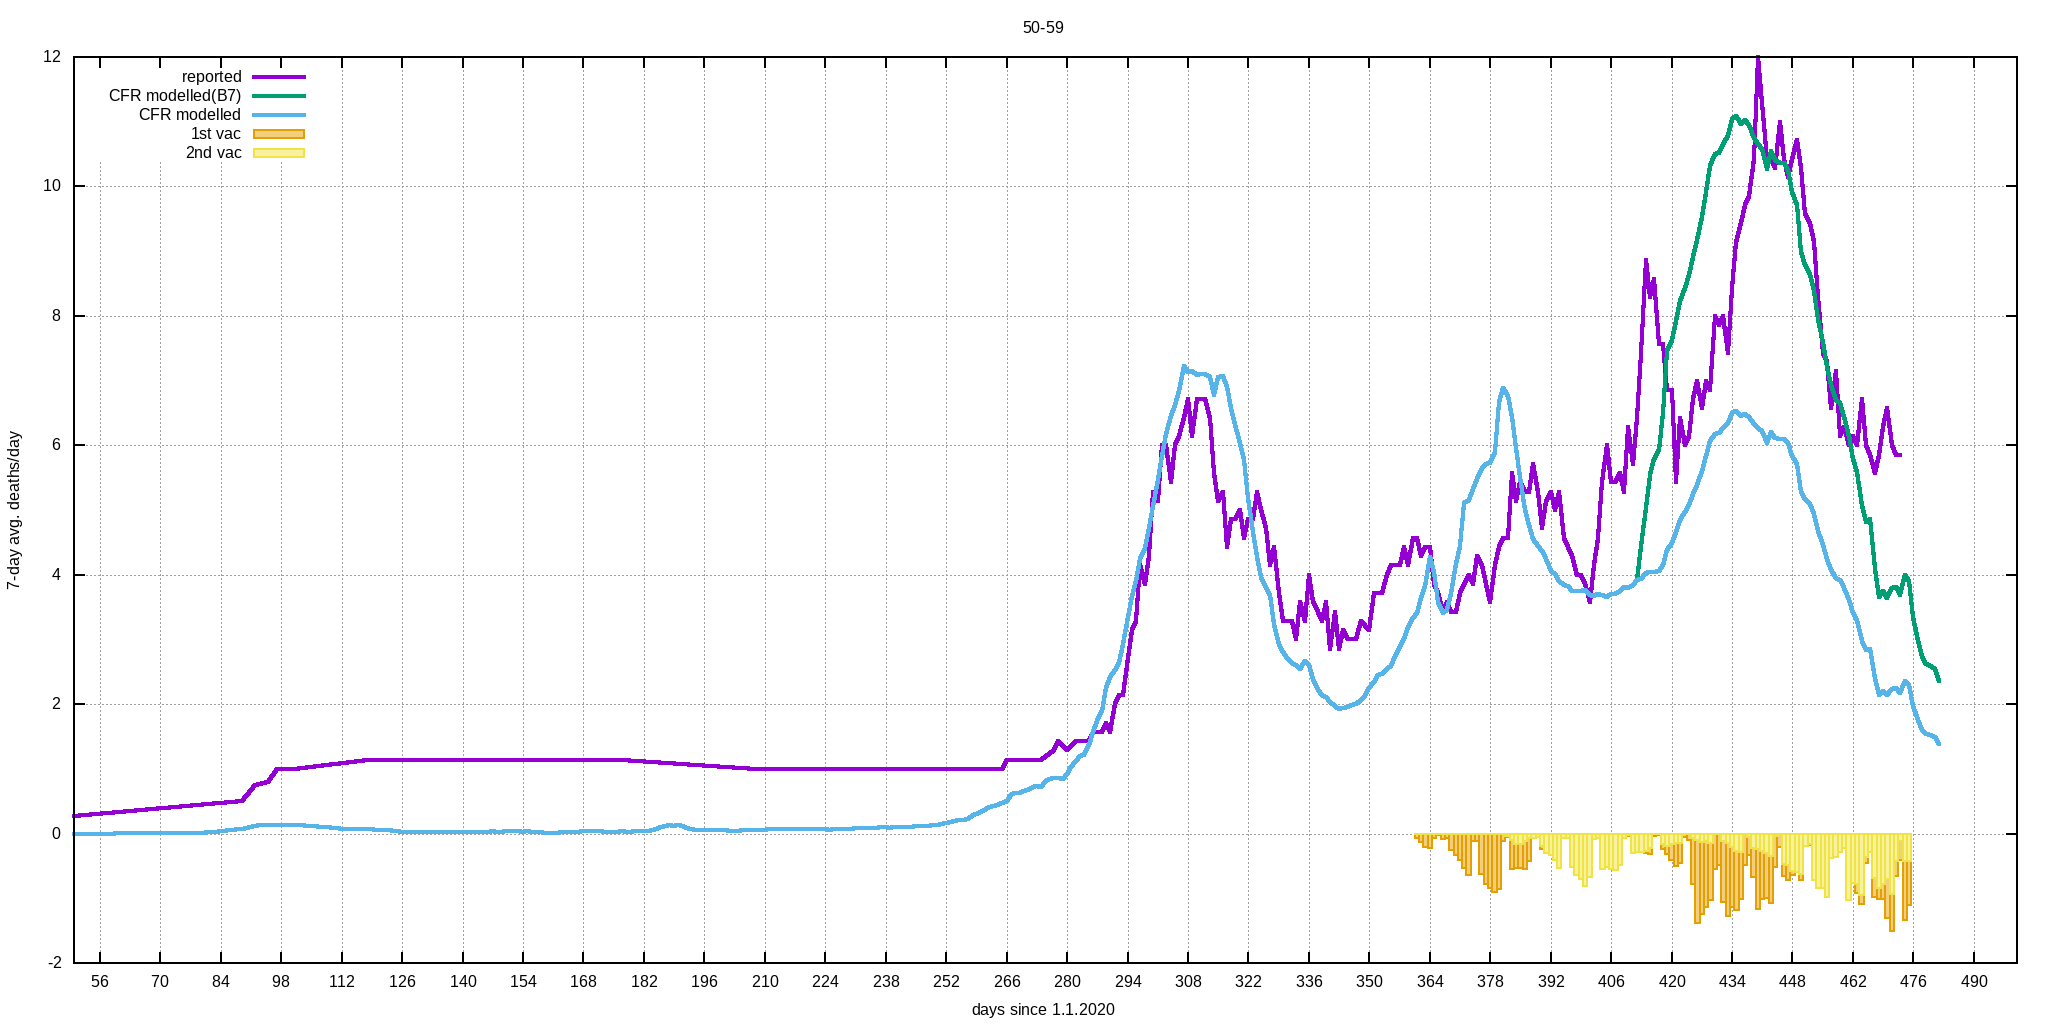 50-59
12
10
8
6
4
2
0
-2
reported
CFR modelled(B7)
CFR modelled
1st vac
2nd vac
7-day avg. deaths/day
56 70 84 98 112 126 140 154 168 182 196 210 224 238 252 266 280 294 308 322 336 350 364 378 392 406 420 434 448 462 476 490
days since 1.1.2020